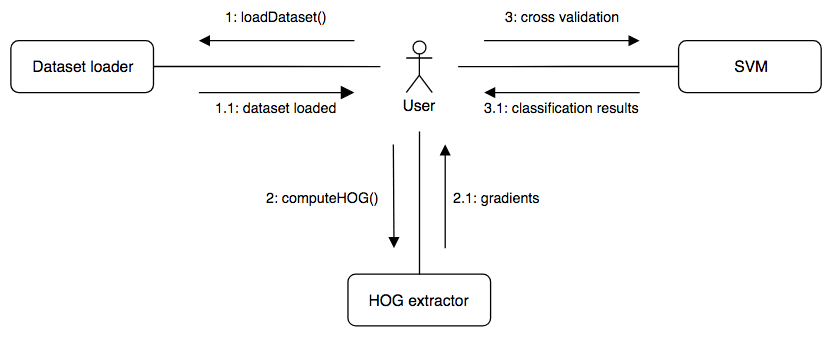 1: loadDataset()
3: cross validation
Dataset loader
SVM
1.1: dataset loaded
User
3.1: classification results
2: computeHOG()
2.1: gradients
HOG extractor